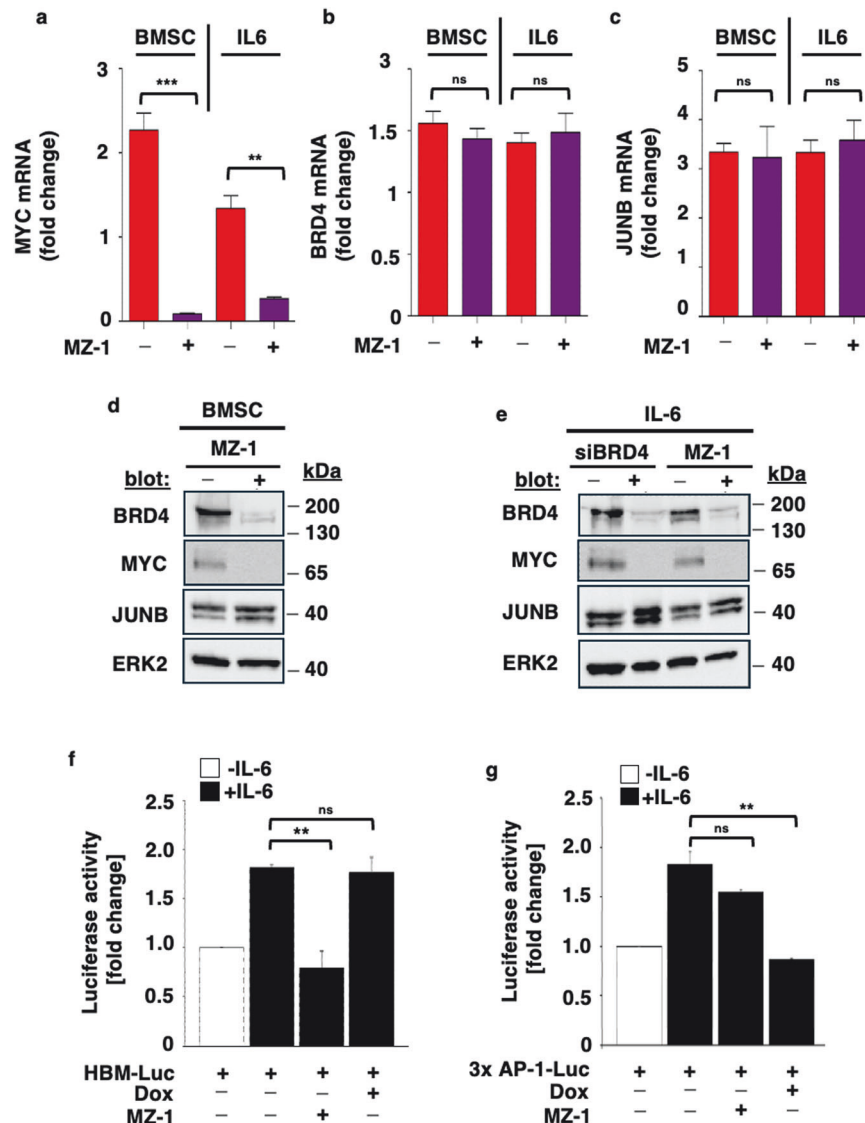 a
BMSC IL6
3
2
1
0
MYC mRNA
(fold change)
***
**
MZ-1 − + − +
b
BMSC IL6
2
1.5
1
0.5
0
BRD4 mRNA
(fold change)
ns ns
MZ-1 − + − +
c
BMSC IL6
5
4
3
2
1
0
JUNB mRNA
(fold change)
ns ns
MZ-1 − + − +
d
BMSC
MZ-1
blot: − + kDa
BRD4 − 200
− 130
MYC − 65
JUNB − 40
ERK2 − 40
e
IL-6
siBRD4 MZ-1
blot: − + − + kDa
BRD4 − 200
− 130
MYC − 65
JUNB − 40
ERK2 − 40
f
-IL-6
+IL-6
2.5
2.0
1.5
1.0
0.5
0
Luciferase activity
[fold change]
ns
**
HBM-Luc + + + +
Dox − − − +
MZ-1 − − + −
g
-IL-6
+IL-6
2.5
2.0
1.5
1.0
0.5
0
Luciferase activity
[fold change]
**
ns
3x AP-1-Luc + + + +
Dox − − − +
MZ-1 − − + −